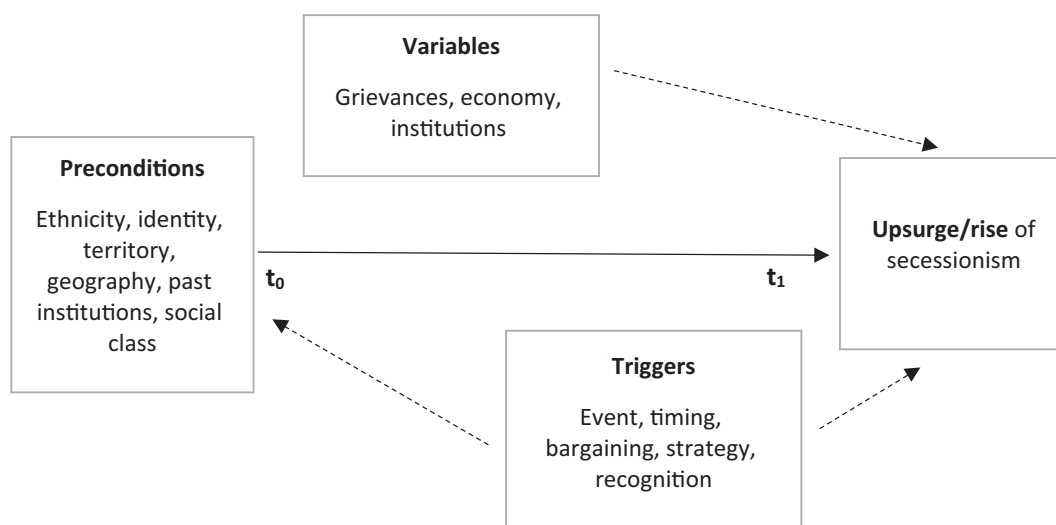 Variables
Grievances, economy,
institutions
Preconditions
Ethnicity, identity,
territory,
geography, past
institutions, social
class
t₀
t₁
Upsurge/rise of
secessionism
Triggers
Event, timing,
bargaining, strategy,
recognition